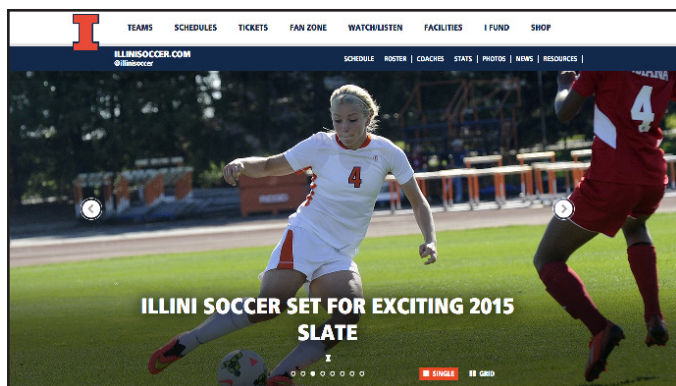 TEAMS SCHEDULES TICKETS FAN ZONE WATCH/LISTEN FACILITIES I FUND SHOP
ILLINISOCCER.COM
@illinisoccer
SCHEDULE ROSTER | COACHES STATS | PHOTOS | NEWS | RESOURCES |
4
4
ILLINI SOCCER SET FOR EXCITING 2015
SLATE
SINGLE GRID